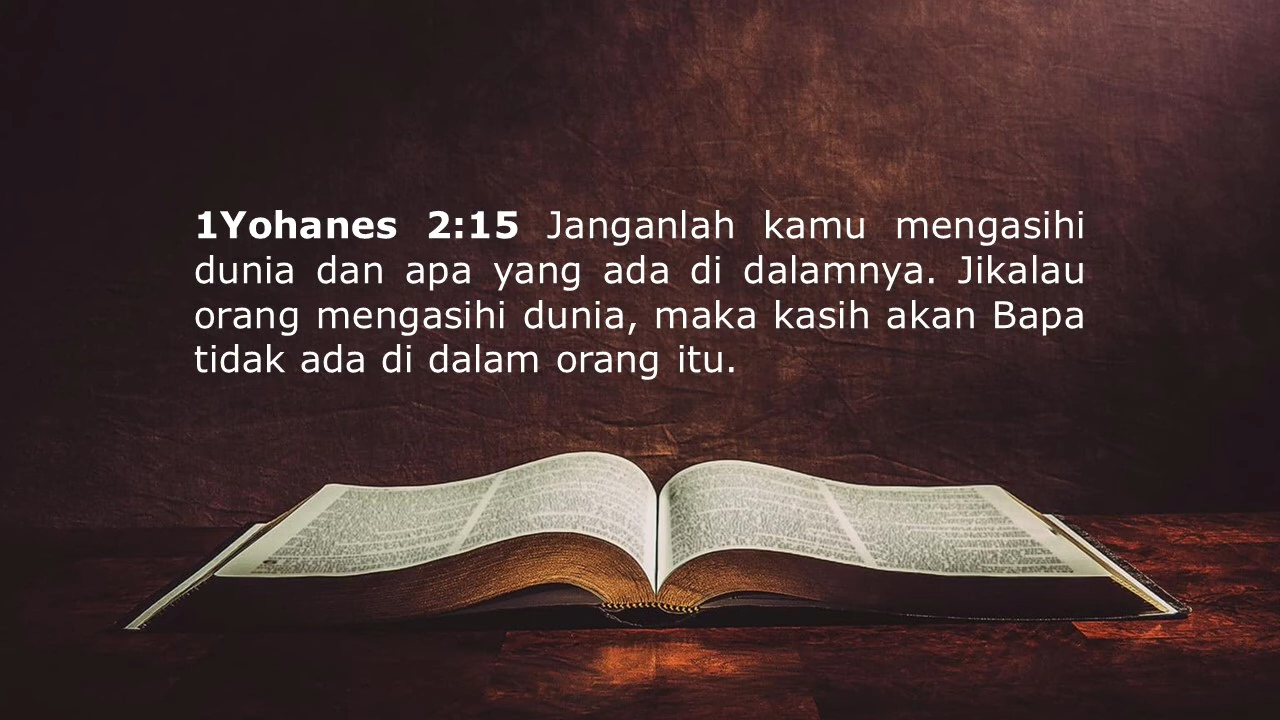 1Yohanes 2:15 Janganlah kamu mengasihi
dunia dan apa yang ada di dalamnya. Jikalau
orang mengasihi dunia, maka kasih akan Bapa
tidak ada di dalam orang itu.